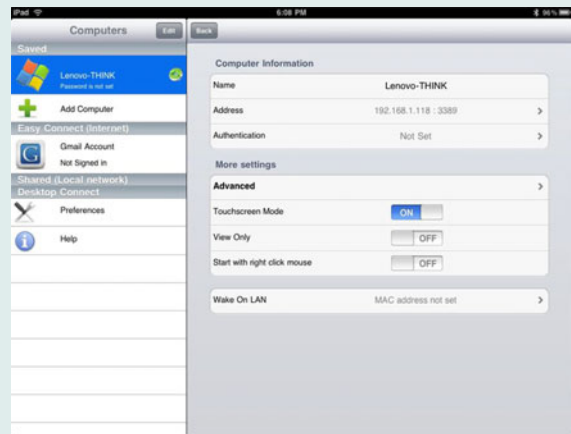 iPad 6:08 PM 96%
Computers Edit Back
Saved
Lenovo-THINK
Password is not set
Add Computer
Easy Connect (Internet)
G
Gmail Account
Not Signed in
Shared (Local network)
Desktop Connect
Preferences
Help
Computer Information
Name Lenovo-THINK
Address 192.168.1.118 : 3389
Authentication Not Set
More settings
Advanced
Touchscreen Mode ON
View Only OFF
Start with right click mouse OFF
Wake On LAN MAC address not set